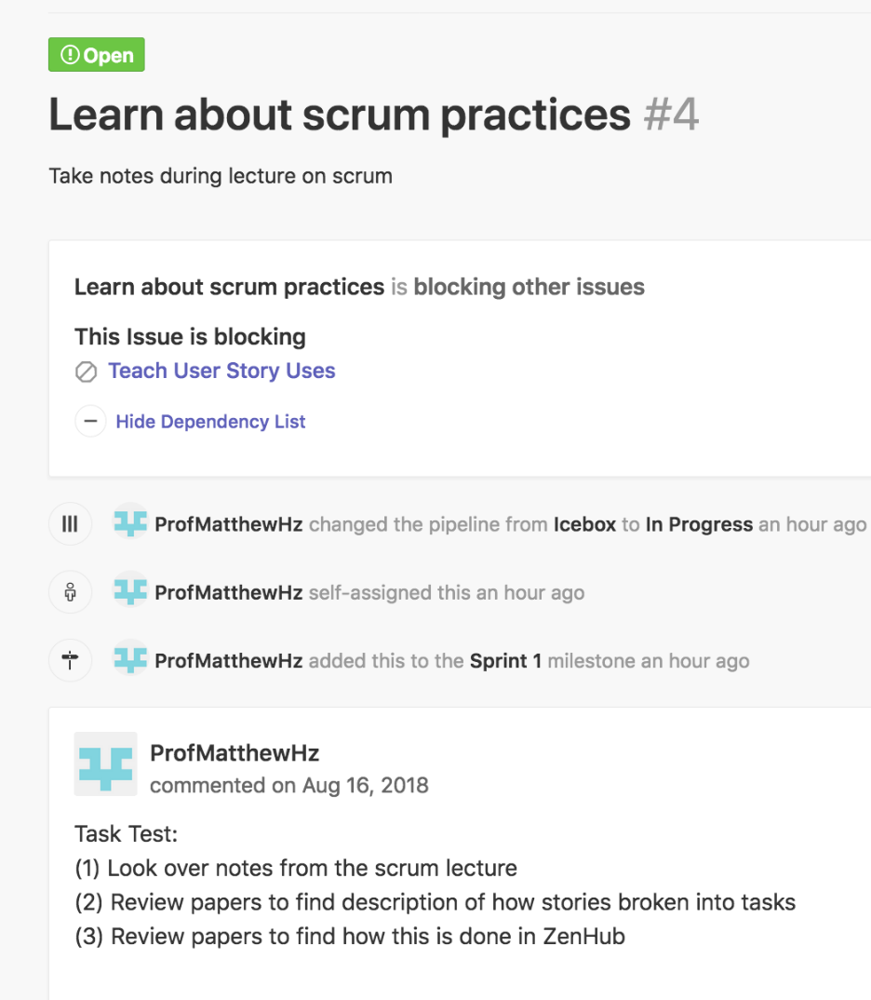 Open
Learn about scrum practices #4
Take notes during lecture on scrum
Learn about scrum practices is blocking other issues
This Issue is blocking
Teach User Story Uses
Hide Dependency List
ProfMatthewHz changed the pipeline from Icebox to In Progress an hour ago
ProfMatthewHz self-assigned this an hour ago
ProfMatthewHz added this to the Sprint 1 milestone an hour ago
ProfMatthewHz
commented on Aug 16, 2018
Task Test:
(1) Look over notes from the scrum lecture
(2) Review papers to find description of how stories broken into tasks
(3) Review papers to find how this is done in ZenHub